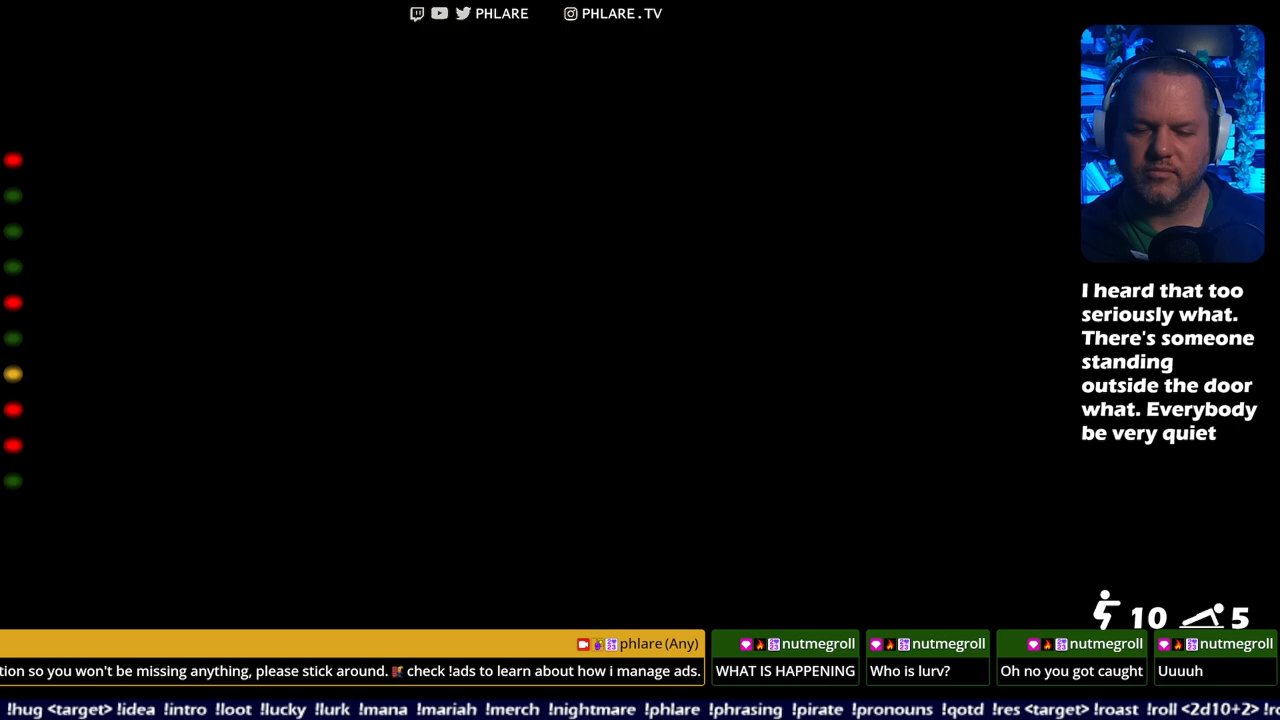 PHLARE PHLARE.TV
I heard that too
seriously what.
There's someone
standing
outside the door
what. Everybody
be very quiet
10 5
phlare (Any) nutmegroll nutmegroll nutmegroll nutmegroll
tion so you won't be missing anything, please stick around. check !ads to learn about how i manage ads. WHAT IS HAPPENING Who is lurv? Oh no you got caught Uuuuh
!hug <target> !idea !intro !loot !lucky !lurk !mana !mariah !merch !nightmare !phlare !phrasing !pirate !pronouns !qotd !res <target> !roast !roll <2d10+2> !ro